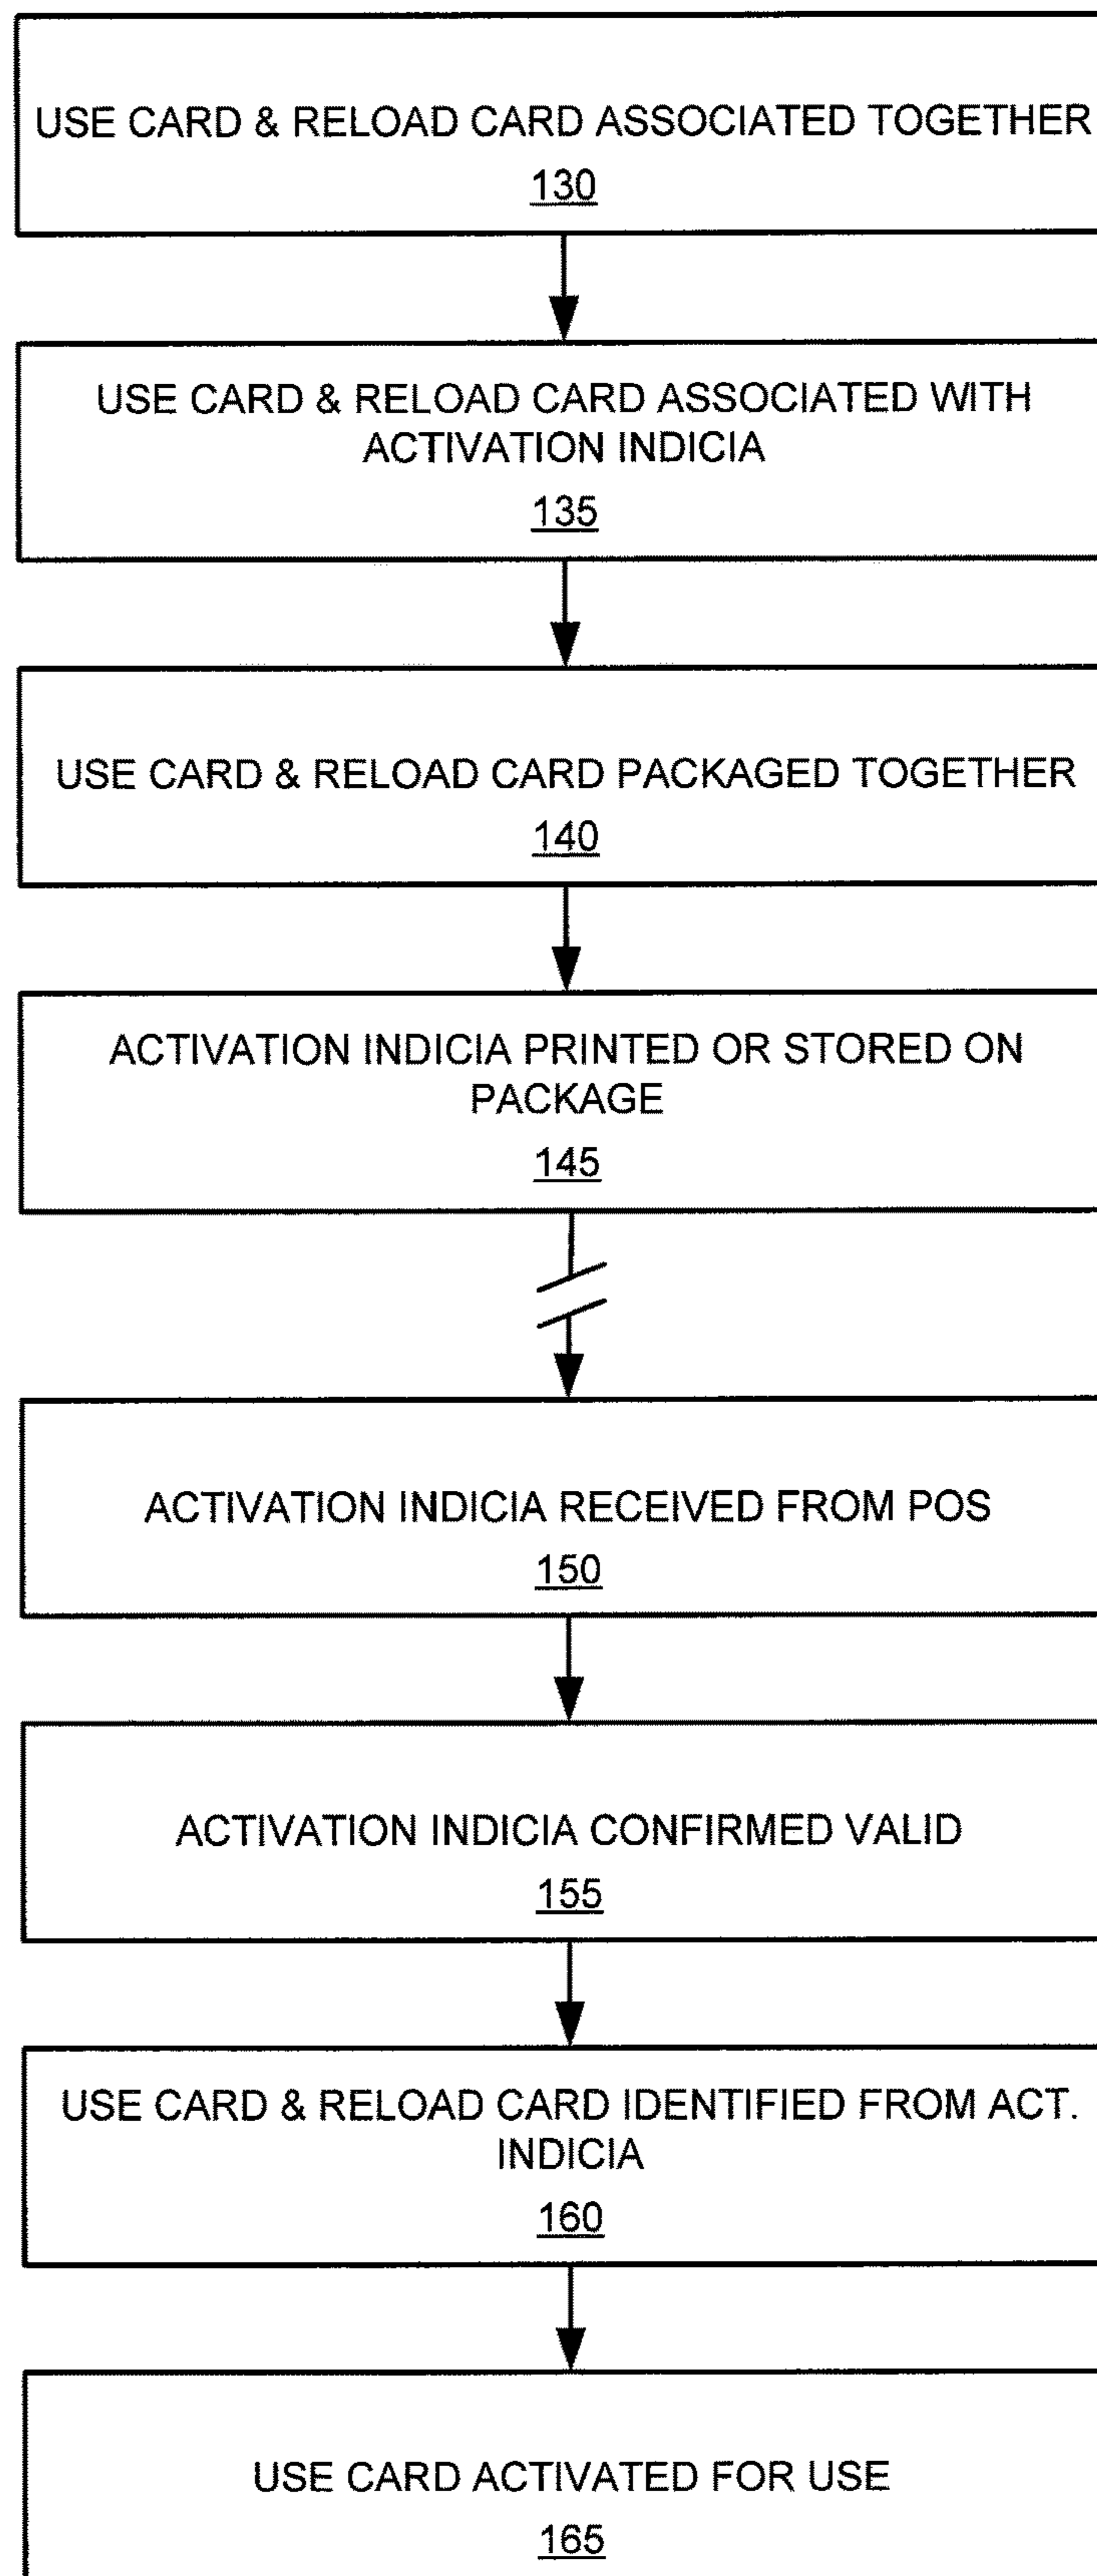 USE CARD & RELOAD CARD ASSOCIATED TOGETHER
130
USE CARD & RELOAD CARD ASSOCIATED WITH
ACTIVATION INDICIA
135
USE CARD & RELOAD CARD PACKAGED TOGETHER
140
ACTIVATION INDICIA PRINTED OR STORED ON
PACKAGE
145
ACTIVATION INDICIA RECEIVED FROM POS
150
ACTIVATION INDICIA CONFIRMED VALID
155
USE CARD & RELOAD CARD IDENTIFIED FROM ACT.
INDICIA
160
USE CARD ACTIVATED FOR USE
165